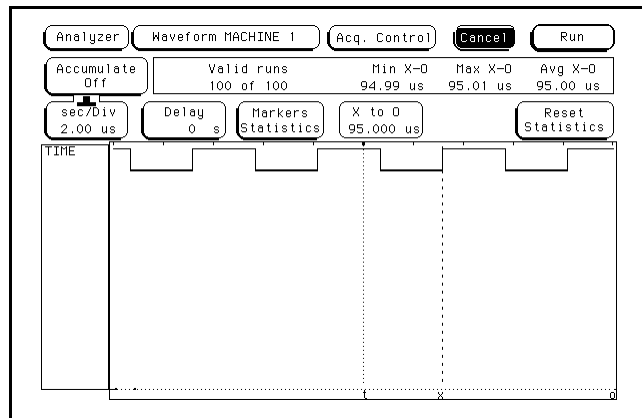 Analyzer Waveform MACHINE 1 Acq. Control Cancel Run
Accumulate Off
Valid runs Min X-O Max X-O Avg X-O
100 of 100 94.99 us 95.01 us 95.00 us
sec/Div Delay Markers X to O Reset
2.00 us 0 s Statistics 95.000 us Statistics
TIME
t X O